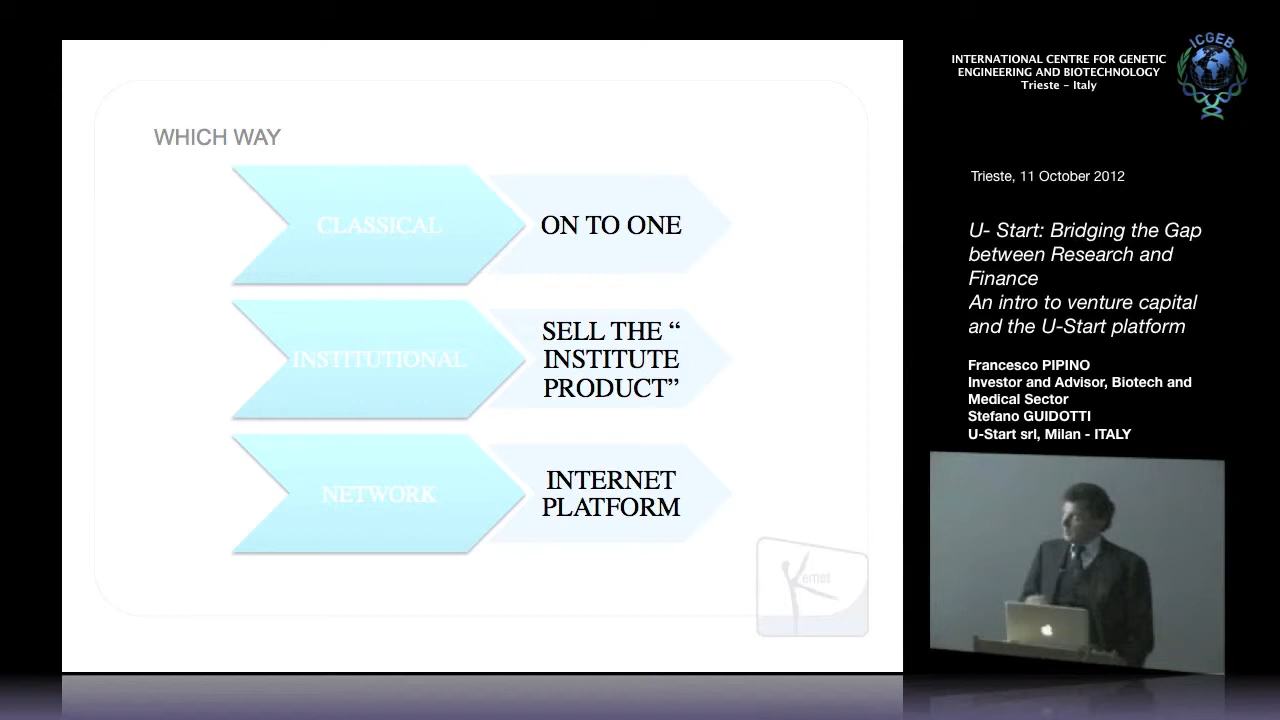 WHICH WAY
CLASSICAL
ON TO ONE
INSTITUTIONAL
SELL THE “
INSTITUTE
PRODUCT”
NETWORK
INTERNET
PLATFORM
Kemet
INTERNATIONAL CENTRE FOR GENETIC
ENGINEERING AND BIOTECHNOLOGY
Trieste – Italy
ICGEB
Trieste, 11 October 2012
U- Start: Bridging the Gap
between Research and
Finance
An intro to venture capital
and the U-Start platform
Francesco PIPINO
Investor and Advisor, Biotech and
Medical Sector
Stefano GUIDOTTI
U-Start srl, Milan - ITALY